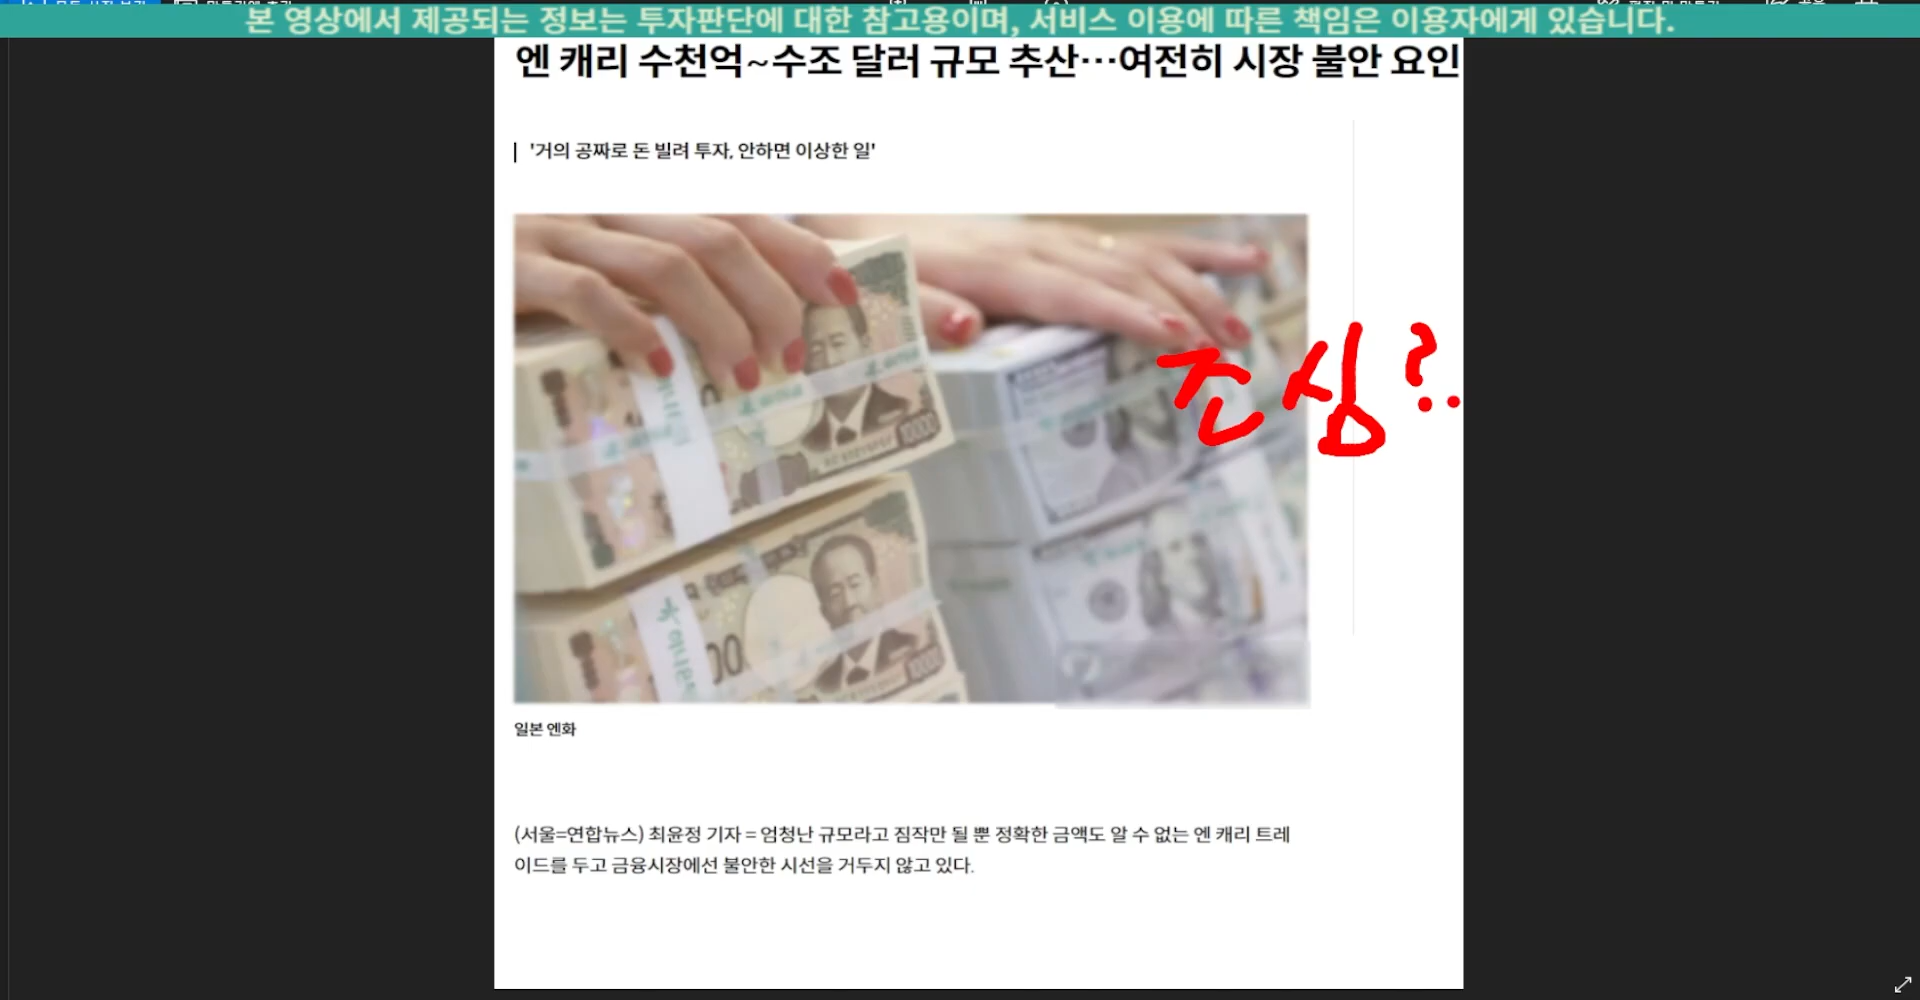 본 영상에서 제공되는 정보는 투자판단에 대한 참고용이며, 서비스 이용에 따른 책임은 이용자에게 있습니다.
엔 캐리 수천억~수조 달러 규모 추산…여전히 시장 불안 요인
'거의 공짜로 돈 빌려 투자, 안하면 이상한 일'
10000
조심?..
하나은행
10000
일본 엔화
(서울=연합뉴스) 최윤정 기자 = 엄청난 규모라고 짐작만 될 뿐 정확한 금액도 알 수 없는 엔 캐리 트레
이드를 두고 금융시장에선 불안한 시선을 거두지 않고 있다.